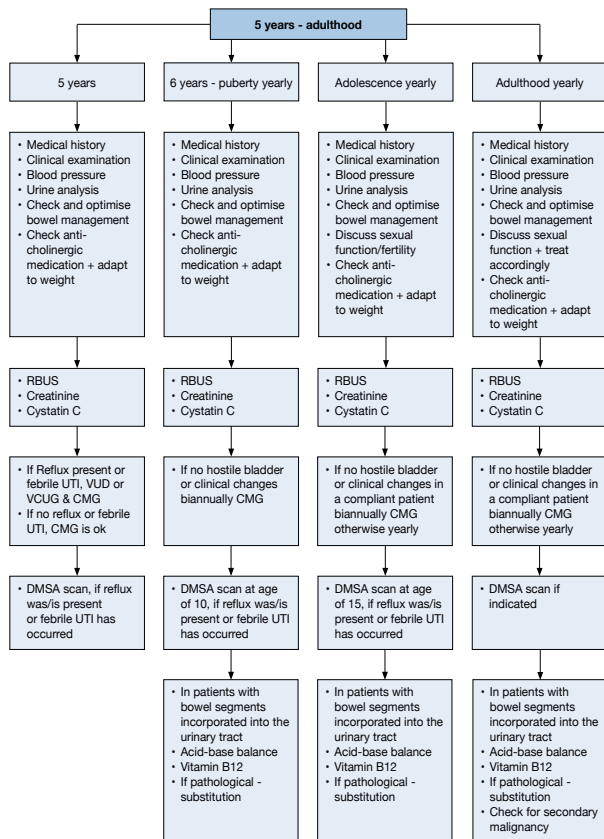 5 years - adulthood
5 years
6 years - puberty yearly
Adolescence yearly
Adulthood yearly
• Medical history
• Clinical examination
• Blood pressure
• Urine analysis
• Check and optimise
bowel management
• Check anti-
cholinergic
medication + adapt
to weight
• Medical history
• Clinical examination
• Blood pressure
• Urine analysis
• Check and optimise
bowel management
• Check anti-
cholinergic
medication + adapt
to weight
• Medical history
• Clinical examination
• Blood pressure
• Urine analysis
• Check and optimise
bowel management
• Discuss sexual
function/fertility
• Check anti-
cholinergic
medication + adapt
to weight
• Medical history
• Clinical examination
• Blood pressure
• Urine analysis
• Check and optimise
bowel management
• Discuss sexual
function + treat
accordingly
• Check anti-
cholinergic
medication + adapt
to weight
• RBUS
• Creatinine
• Cystatin C
• RBUS
• Creatinine
• Cystatin C
• RBUS
• Creatinine
• Cystatin C
• RBUS
• Creatinine
• Cystatin C
• If Reflux present or
febrile UTI, VUD or
VCUG & CMG
• If no reflux or febrile
UTI, CMG is ok
• If no hostile bladder
or clinical changes
biannually CMG
• If no hostile bladder
or clinical changes in
a compliant patient
biannually CMG
otherwise yearly
• If no hostile bladder
or clinical changes in
a compliant patient
biannually CMG
otherwise yearly
• DMSA scan, if reflux
was/is present
or febrile UTI has
occurred
• DMSA scan at age
of 10, if reflux was/is
present or febrile UTI
has occurred
• DMSA scan at age of
15, if reflux was/is
present or febrile UTI
has occurred
• DMSA scan if
indicated
• In patients with
bowel segments
incorporated into the
urinary tract
• Acid-base balance
• Vitamin B12
• If pathological -
substitution
• In patients with
bowel segments
incorporated into the
urinary tract
• Acid-base balance
• Vitamin B12
• If pathological -
substitution
• In patients with
bowel segments
incorporated into the
urinary tract
• Acid-base balance
• Vitamin B12
• If pathological -
substitution
• Check for secondary
malignancy